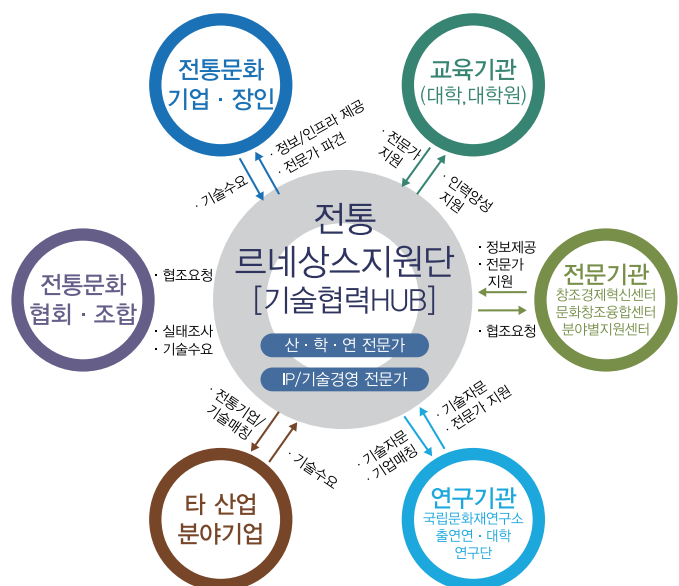 전통문화
기업 · 장인
교육기관
(대학,대학원)
· 정보/인프라 제공
· 전문가 파견
· 기술수요
· 전문가
지원
· 인력양성
지원
전통
르네상스지원단
[기술협력HUB]
산 · 학 · 연 전문가
IP/기술경영 전문가
전통문화
협회 · 조합
· 협조요청
· 실태조사
· 기술수요
· 정보제공
· 전문가
지원
· 협조요청
전문기관
창조경제혁신센터
문화창조융합센터
분야별지원센터
· 전통기업/
기술매칭
· 기술수요
· 기술자문
· 기업매칭
· 기술자문
· 전문가 지원
타 산업
분야기업
연구기관
국립문화재연구소
출연연 · 대학
연구단